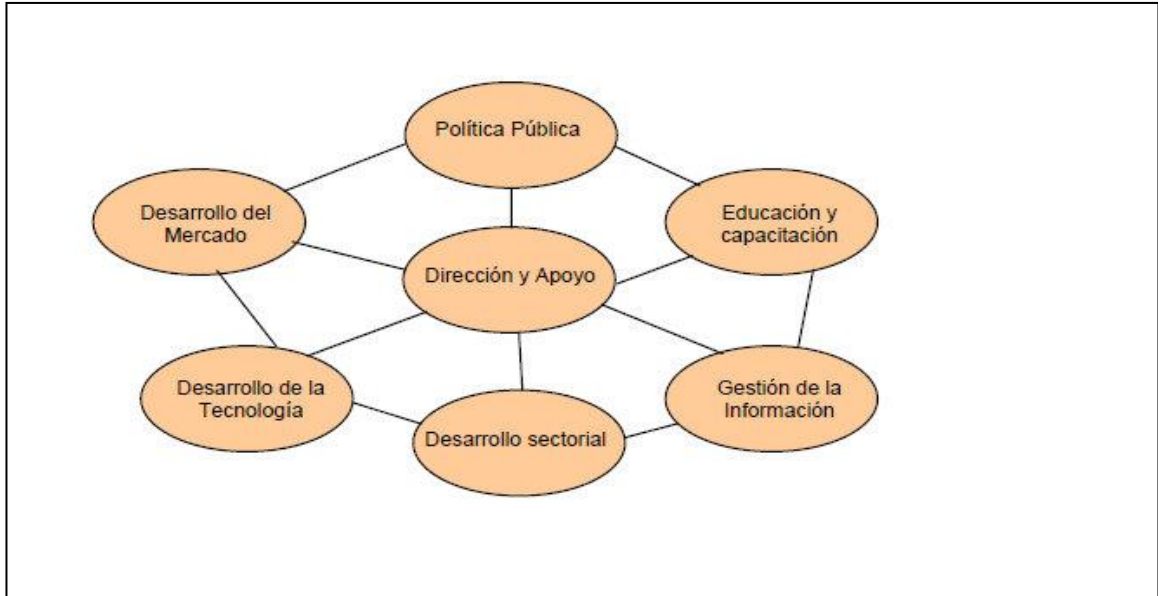 Política Pública
Desarrollo del
Mercado
Educación y
capacitación
Dirección y Apoyo
Desarrollo de la
Tecnología
Gestión de la
Información
Desarrollo sectorial